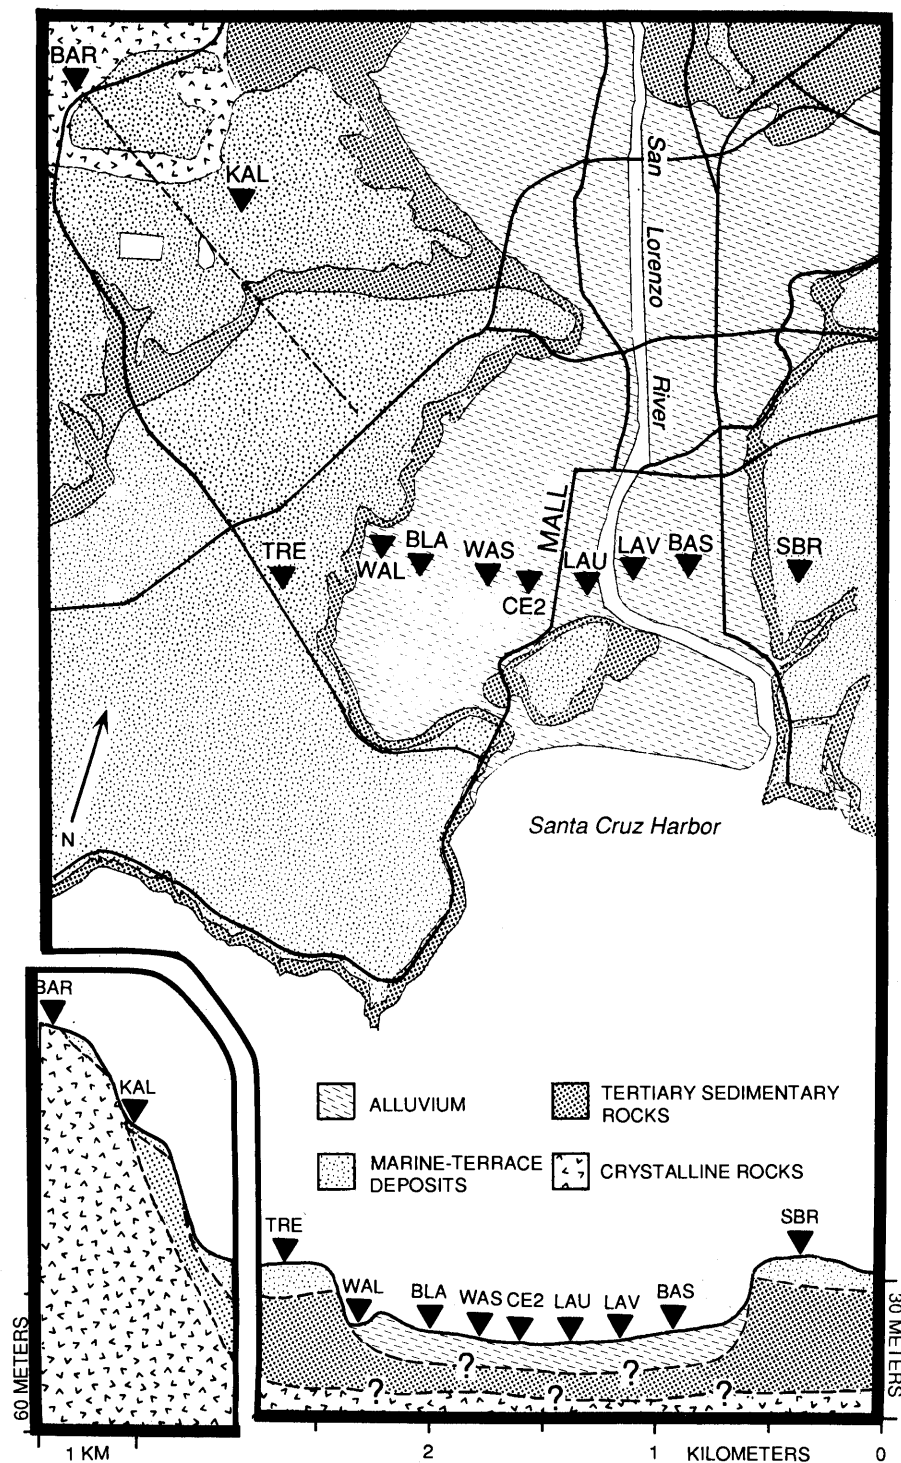 BAR
KAL
San
Lorenzo
River
MALL
TRE
WAL
BLA
WAS
CE2
LAU
LAV
BAS
SBR
N
Santa Cruz Harbor
BAR
KAL
ALLUVIUM
TERTIARY SEDIMENTARY
ROCKS
MARINE-TERRACE
DEPOSITS
CRYSTALLINE ROCKS
TRE
SBR
WAL
BLA
WAS
CE2
LAU
LAV
BAS
?
?
?
?
?
60 METERS
30 METERS
1 KM
2
1
KILOMETERS
0